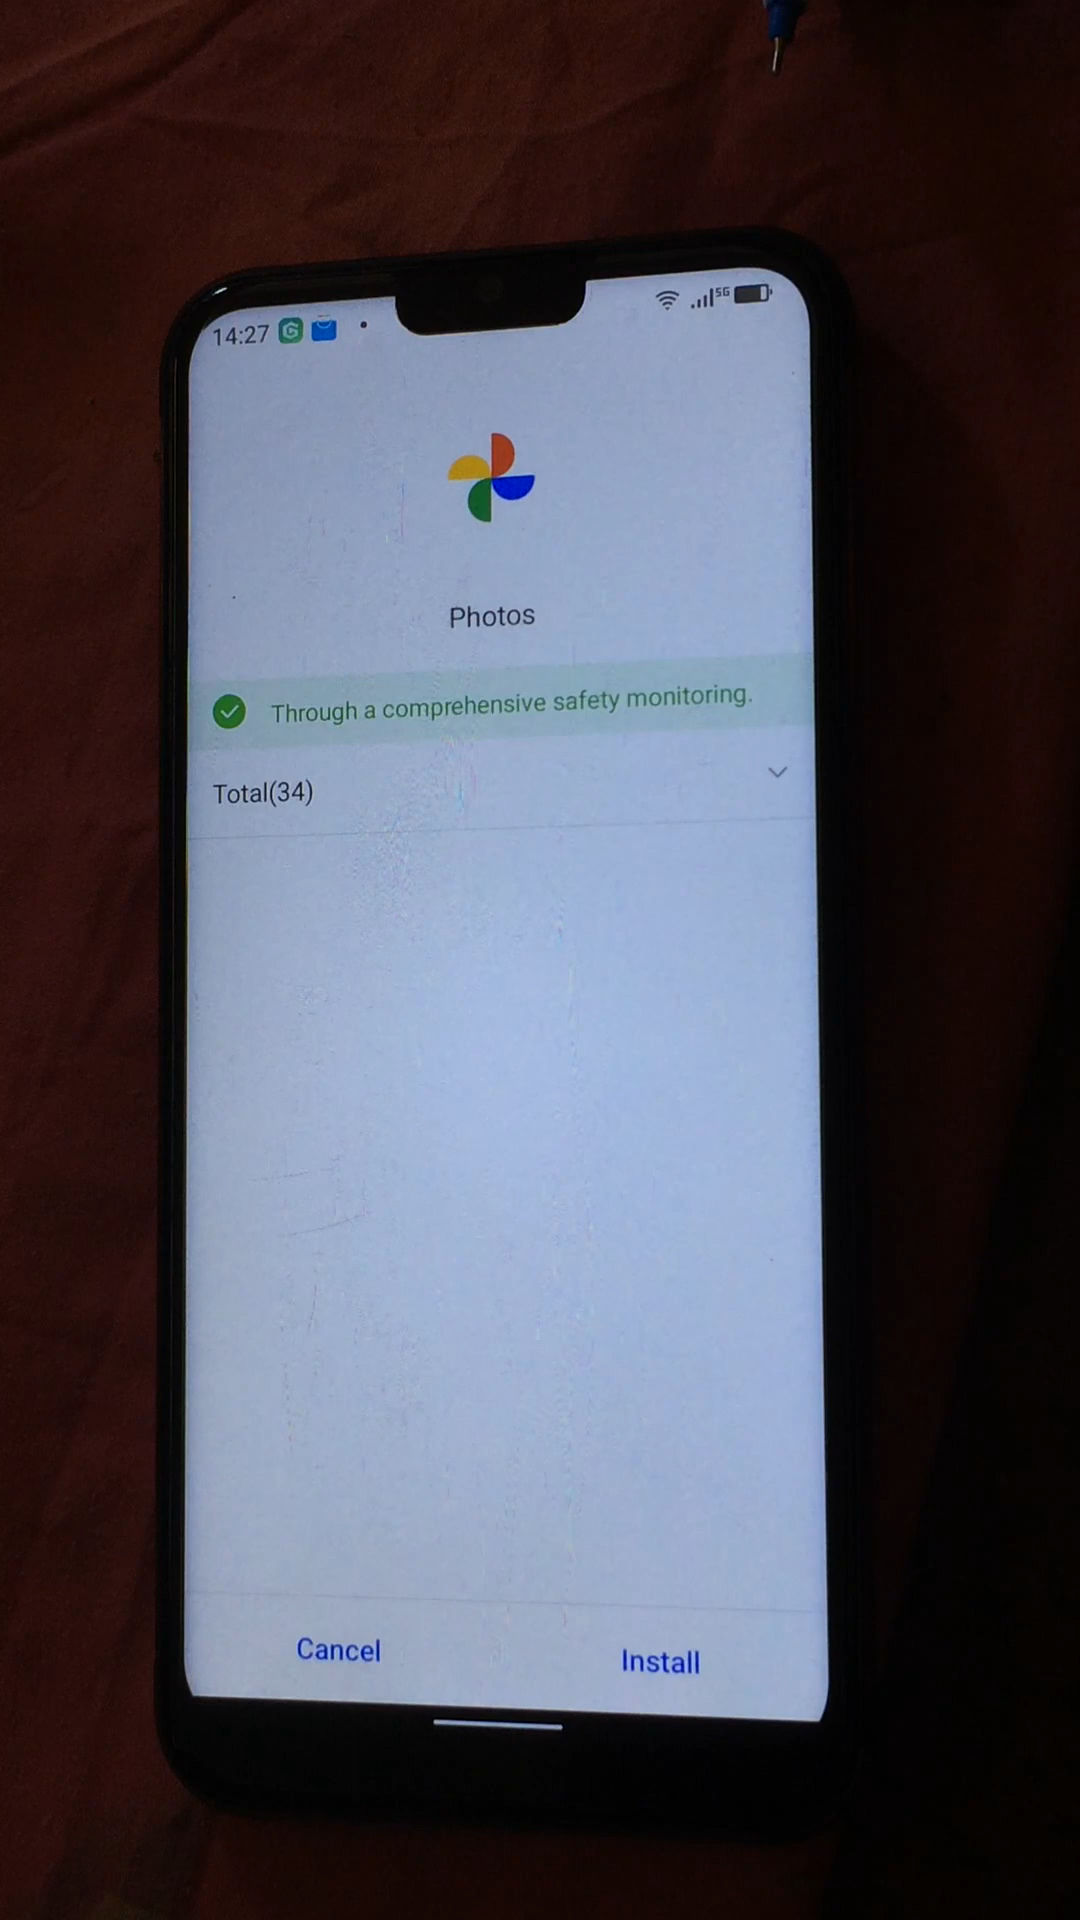 14:27
5G
Photos
Through a comprehensive safety monitoring.
Total(34)
Cancel
Install